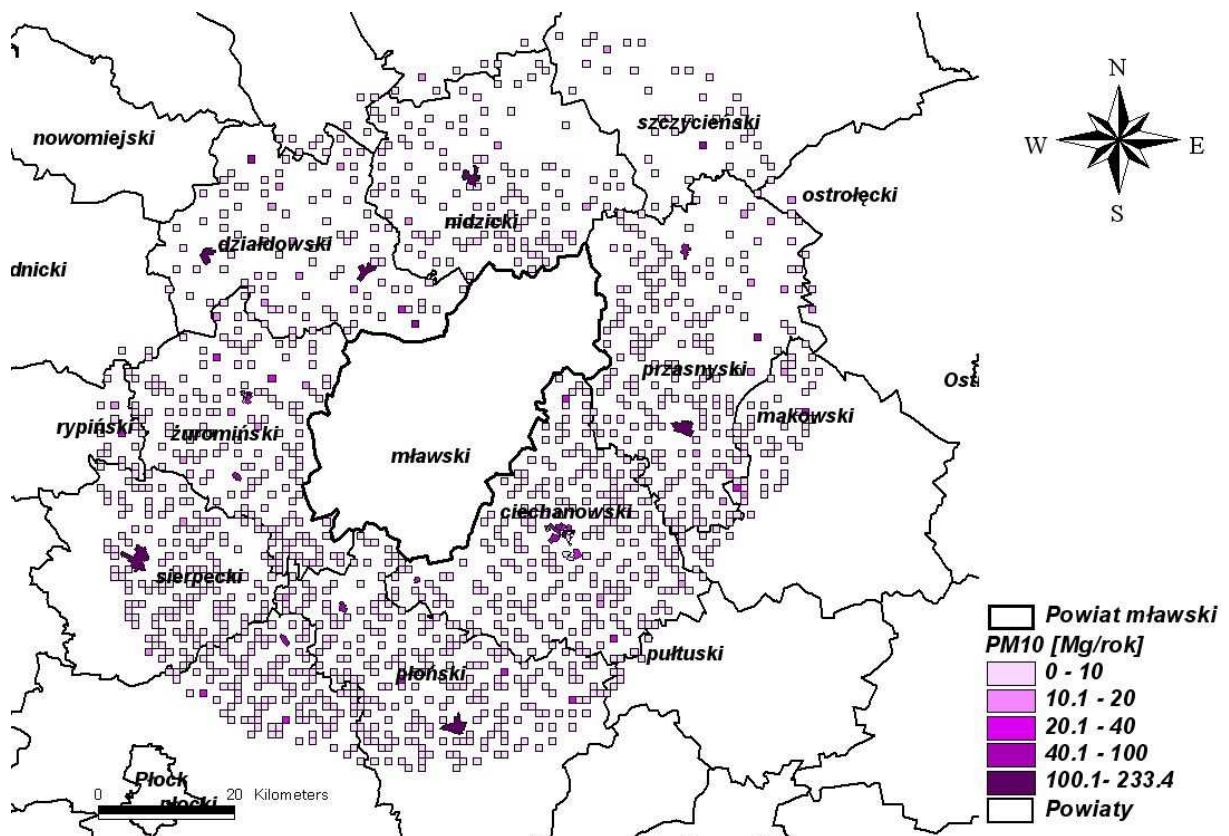 N
W E
S
nowomiejski
szczycieński
ostrołęcki
nidzicki
działdowski
dnicki
przasnyski
Ost
makowski
rypiński
żuromiński
mławski
ciechanowski
sierpecki
pułtuski
płoński
Płock
płocki
0 20 Kilometers
Powiat mławski
PM10 [Mg/rok]
0 - 10
10.1 - 20
20.1 - 40
40.1 - 100
100.1- 233.4
Powiaty